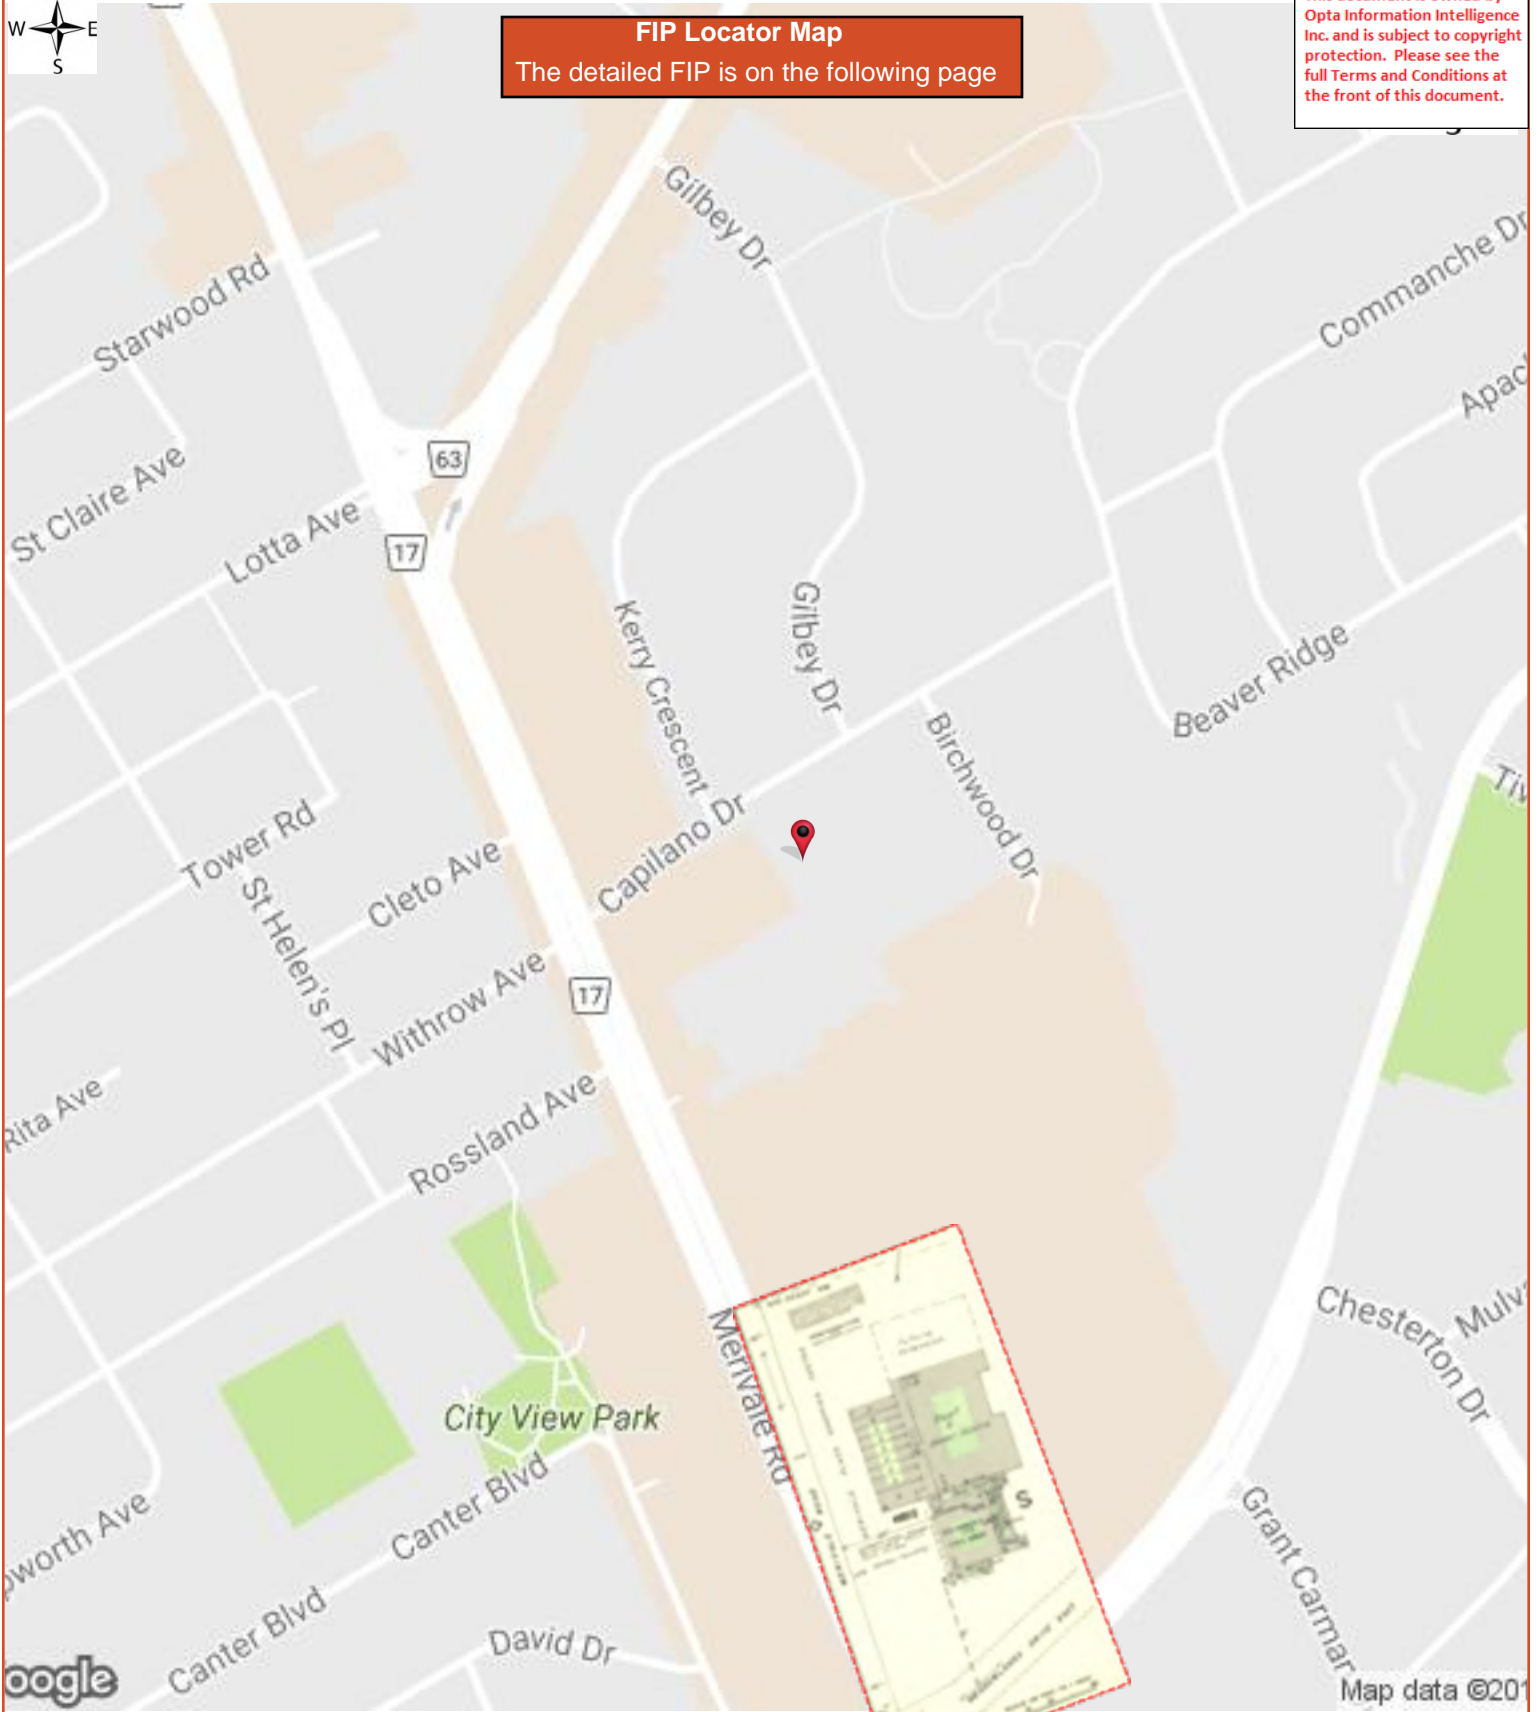 W E
S
FIP Locator Map
The detailed FIP is on the following page
Opta Information Intelligence
Inc. and is subject to copyright
protection. Please see the
full Terms and Conditions at
the front of this document.
Gilbey Dr
Commanche Dr
Starwood Rd
63
St Claire Ave
Lotta Ave
17
Kerry Crescent
Gilbey Dr
Beaver Ridge
Birchwood Dr
Capilano Dr
Tower Rd
Cleto Ave
St Helen's Pl
Withrow Ave
17
Rita Ave
Rossland Ave
Merivale Rd
Chesterton Dr
City View Park
S
Canter Blvd
Grant Carmar
Canter Blvd
David Dr
oogle
Map data ©201